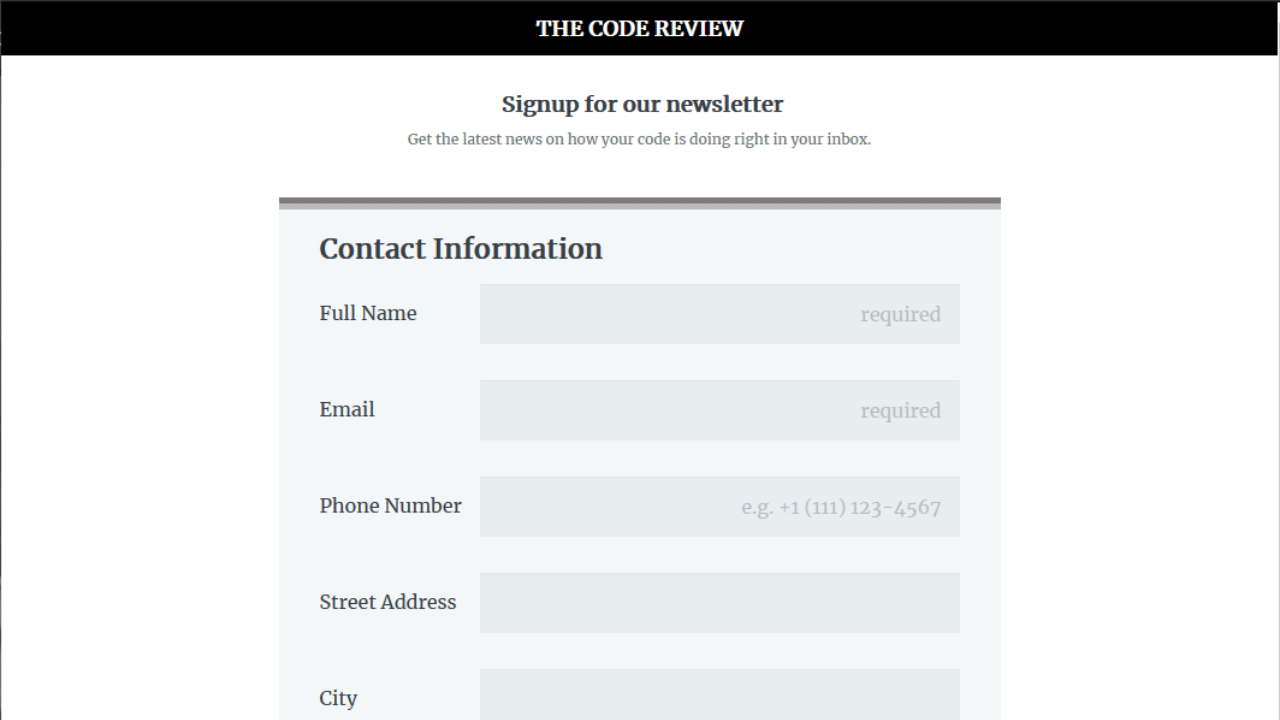 THE CODE REVIEW
Signup for our newsletter
Get the latest news on how your code is doing right in your inbox.
Contact Information
Full Name required
Email required
Phone Number e.g. +1 (111) 123-4567
Street Address
City